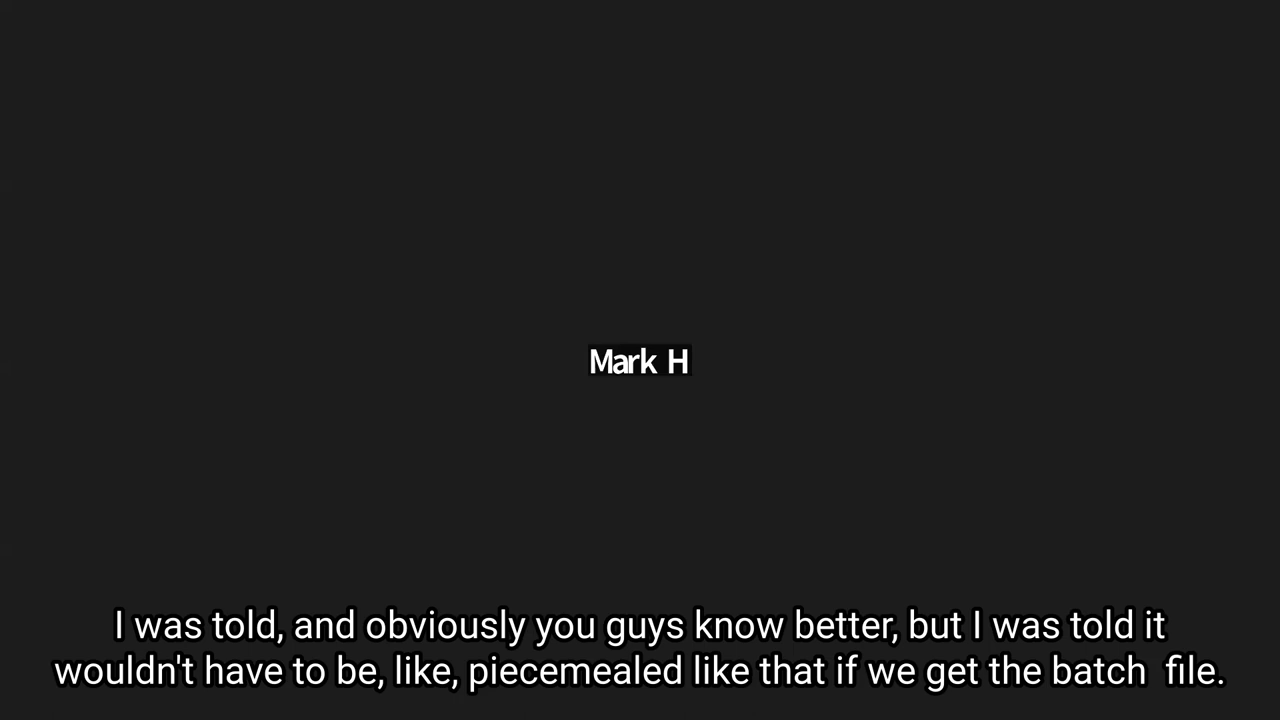 Mark H
I was told, and obviously you guys know better, but I was told it
wouldn't have to be, like, piecemealed like that if we get the batch file.